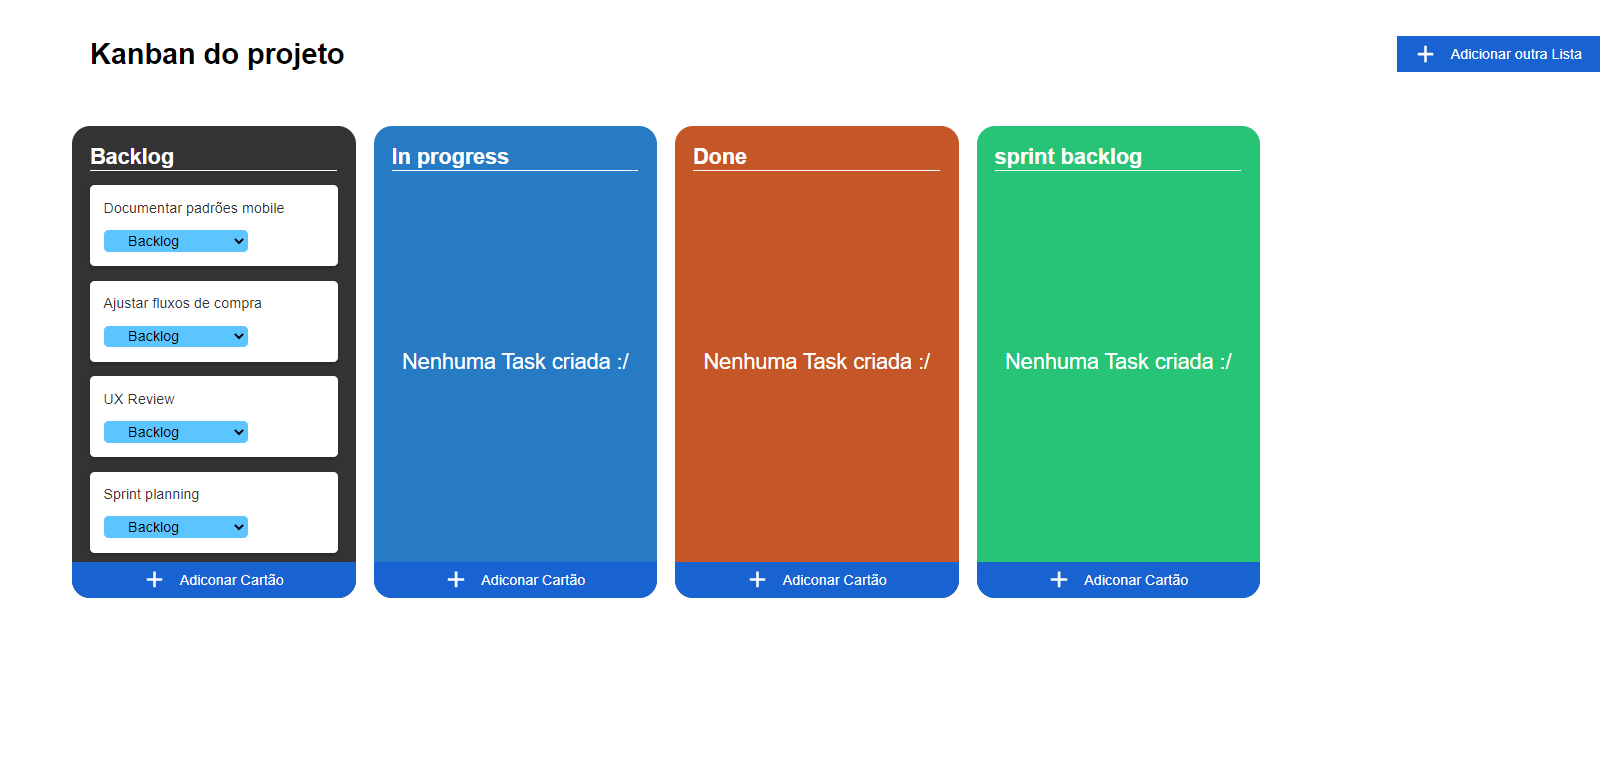 Kanban do projeto
Adicionar outra Lista
Backlog
Documentar padrões mobile
Backlog
Ajustar fluxos de compra
Backlog
UX Review
Backlog
Sprint planning
Backlog
Adiconar Cartão
In progress
Nenhuma Task criada :/
Adiconar Cartão
Done
Nenhuma Task criada :/
Adiconar Cartão
sprint backlog
Nenhuma Task criada :/
Adiconar Cartão